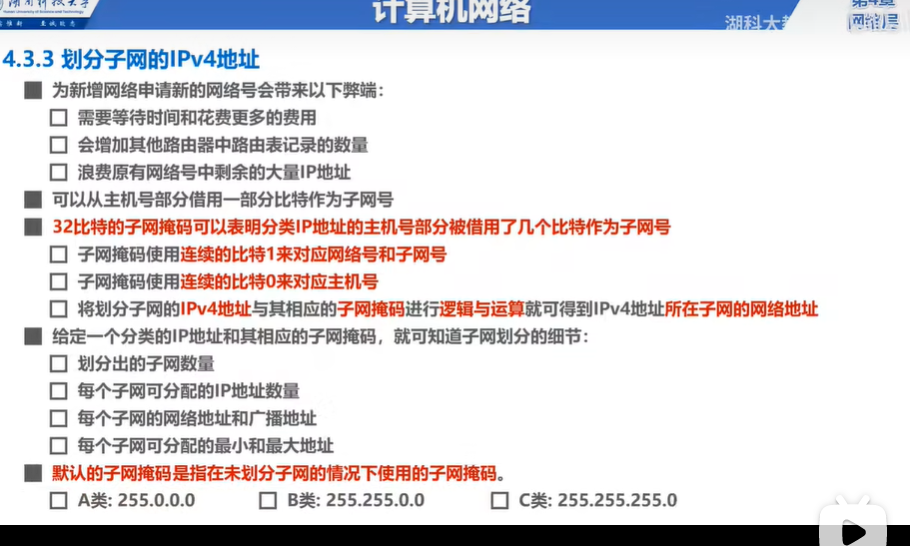 湖南科技大学
计算机网络
第4章
网络层
湖科大教
4.3.3 划分子网的IPv4地址
为新增网络申请新的网络号会带来以下弊端：
需要等待时间和花费更多的费用
会增加其他路由器中路由表记录的数量
浪费原有网络号中剩余的大量IP地址
可以从主机号部分借用一部分比特作为子网号
32比特的子网掩码可以表明分类IP地址的主机号部分被借用了几个比特作为子网号
子网掩码使用连续的比特1来对应网络号和子网号
子网掩码使用连续的比特0来对应主机号
将划分子网的IPv4地址与其相应的子网掩码进行逻辑与运算就可得到IPv4地址所在子网的网络地址
给定一个分类的IP地址和其相应的子网掩码，就可知道子网划分的细节：
划分出的子网数量
每个子网可分配的IP地址数量
每个子网的网络地址和广播地址
每个子网可分配的最小和最大地址
默认的子网掩码是指在未划分子网的情况下使用的子网掩码。
A类: 255.0.0.0 B类: 255.255.0.0 C类: 255.255.255.0